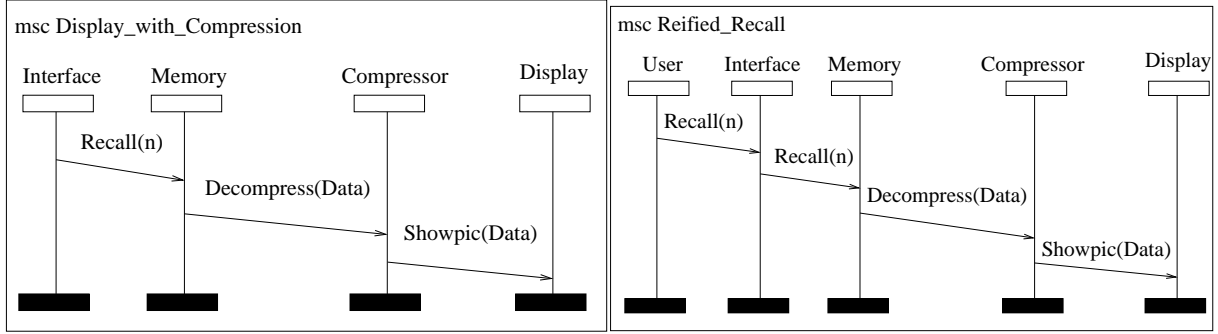 msc Display_with_Compression
Interface Memory Compressor Display
Recall(n)
Decompress(Data)
Showpic(Data)
msc Reified_Recall
User Interface Memory Compressor Display
Recall(n)
Recall(n)
Decompress(Data)
Showpic(Data)